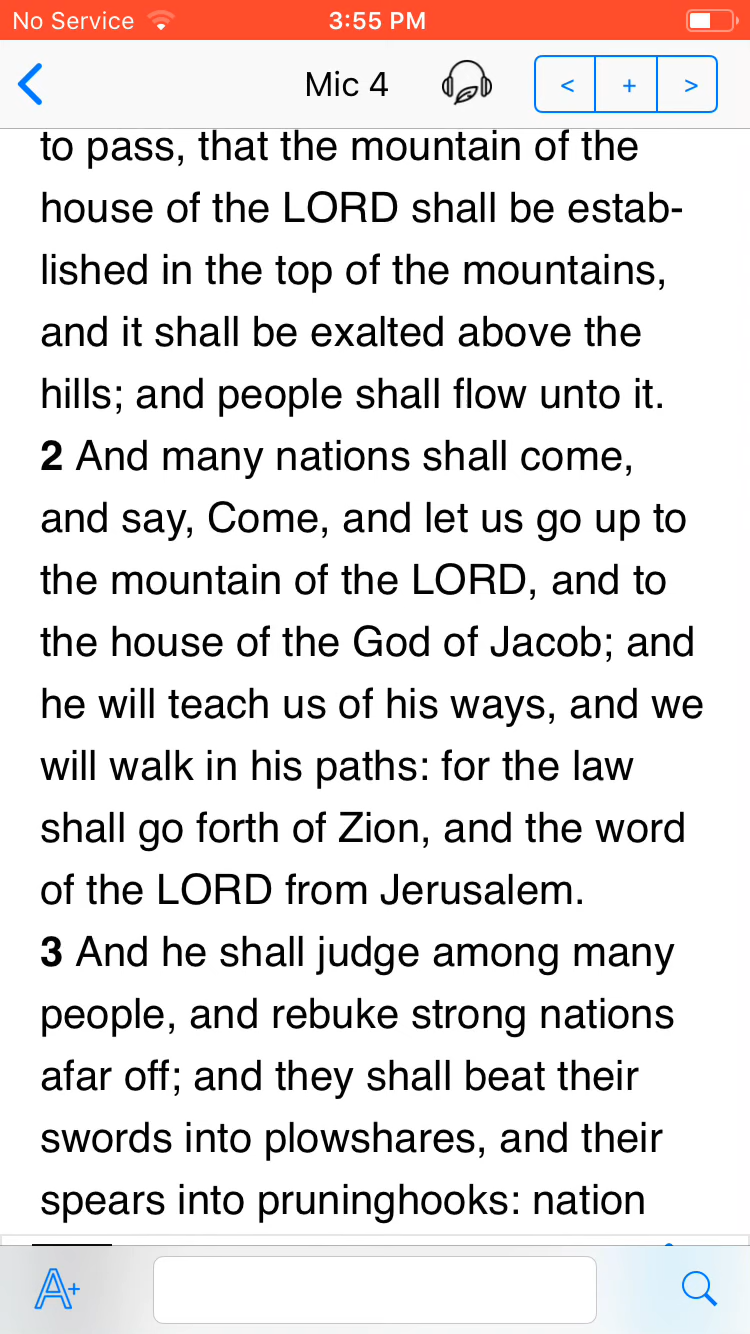 No Service 3:55 PM
Mic 4 < + >
to pass, that the mountain of the
house of the LORD shall be estab-
lished in the top of the mountains,
and it shall be exalted above the
hills; and people shall flow unto it.
2 And many nations shall come,
and say, Come, and let us go up to
the mountain of the LORD, and to
the house of the God of Jacob; and
he will teach us of his ways, and we
will walk in his paths: for the law
shall go forth of Zion, and the word
of the LORD from Jerusalem.
3 And he shall judge among many
people, and rebuke strong nations
afar off; and they shall beat their
swords into plowshares, and their
spears into pruninghooks: nation
A+